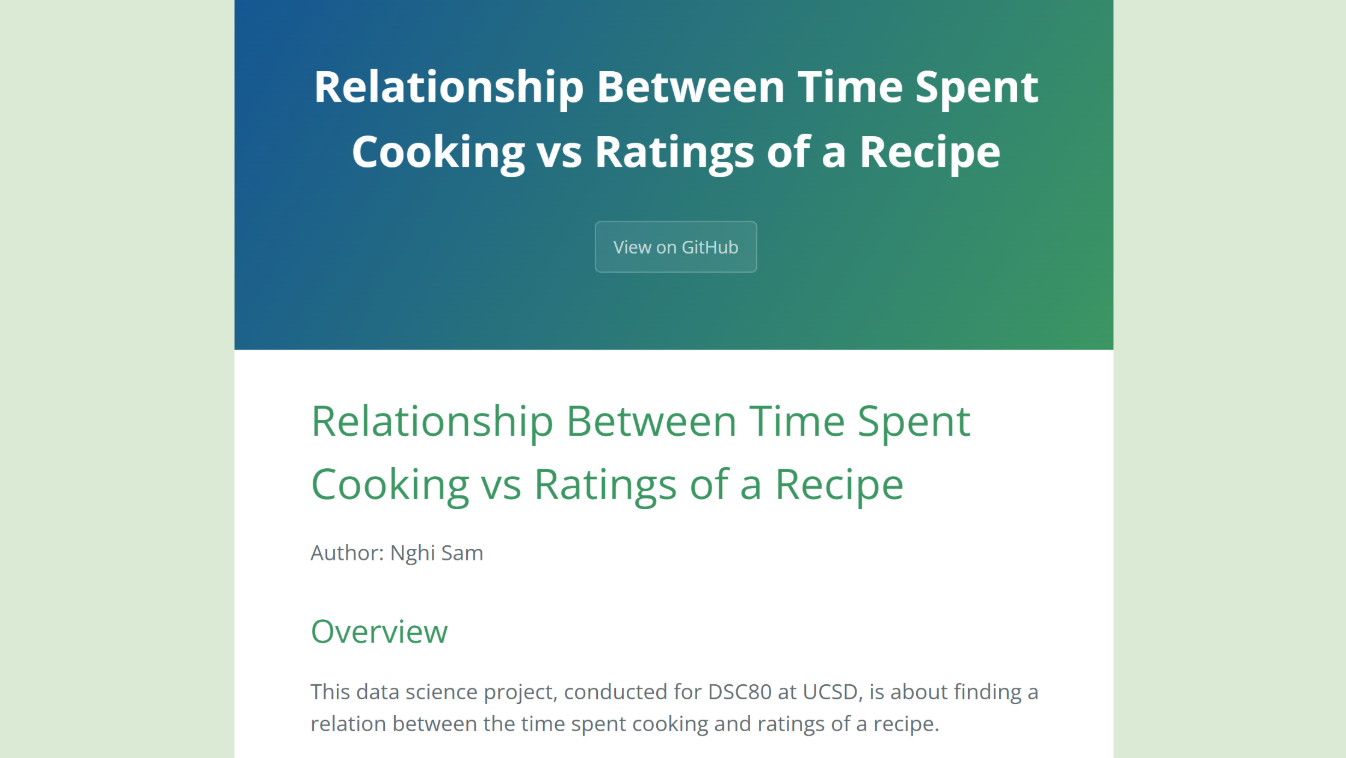 Relationship Between Time Spent
Cooking vs Ratings of a Recipe
View on GitHub
Relationship Between Time Spent
Cooking vs Ratings of a Recipe
Author: Nghi Sam
Overview
This data science project, conducted for DSC80 at UCSD, is about finding a
relation between the time spent cooking and ratings of a recipe.